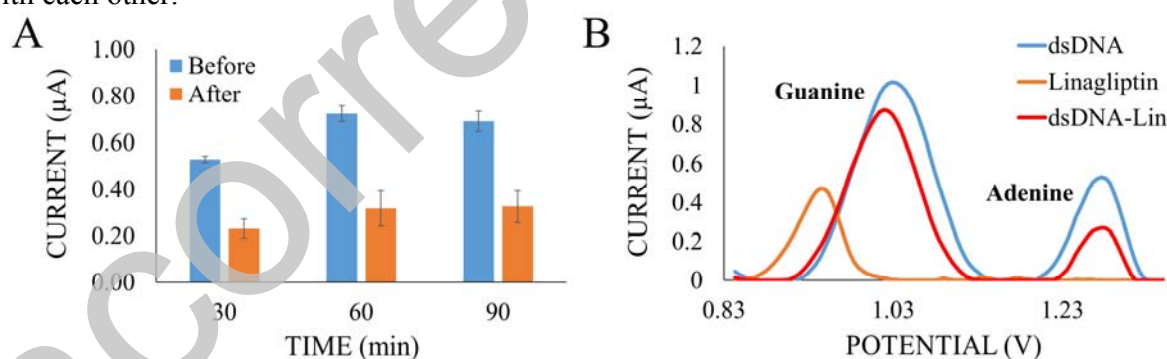 with each other.
A
B
CURRENT (µA)
1.00
0.80
0.60
0.40
0.20
0.00
Before
After
30
60
90
TIME (min)
CURRENT (µA)
1.2
1
0.8
0.6
0.4
0.2
0
Guanine
Adenine
dsDNA
Linagliptin
dsDNA-Lin
0.83
1.03
1.23
POTENTIAL (V)
corre